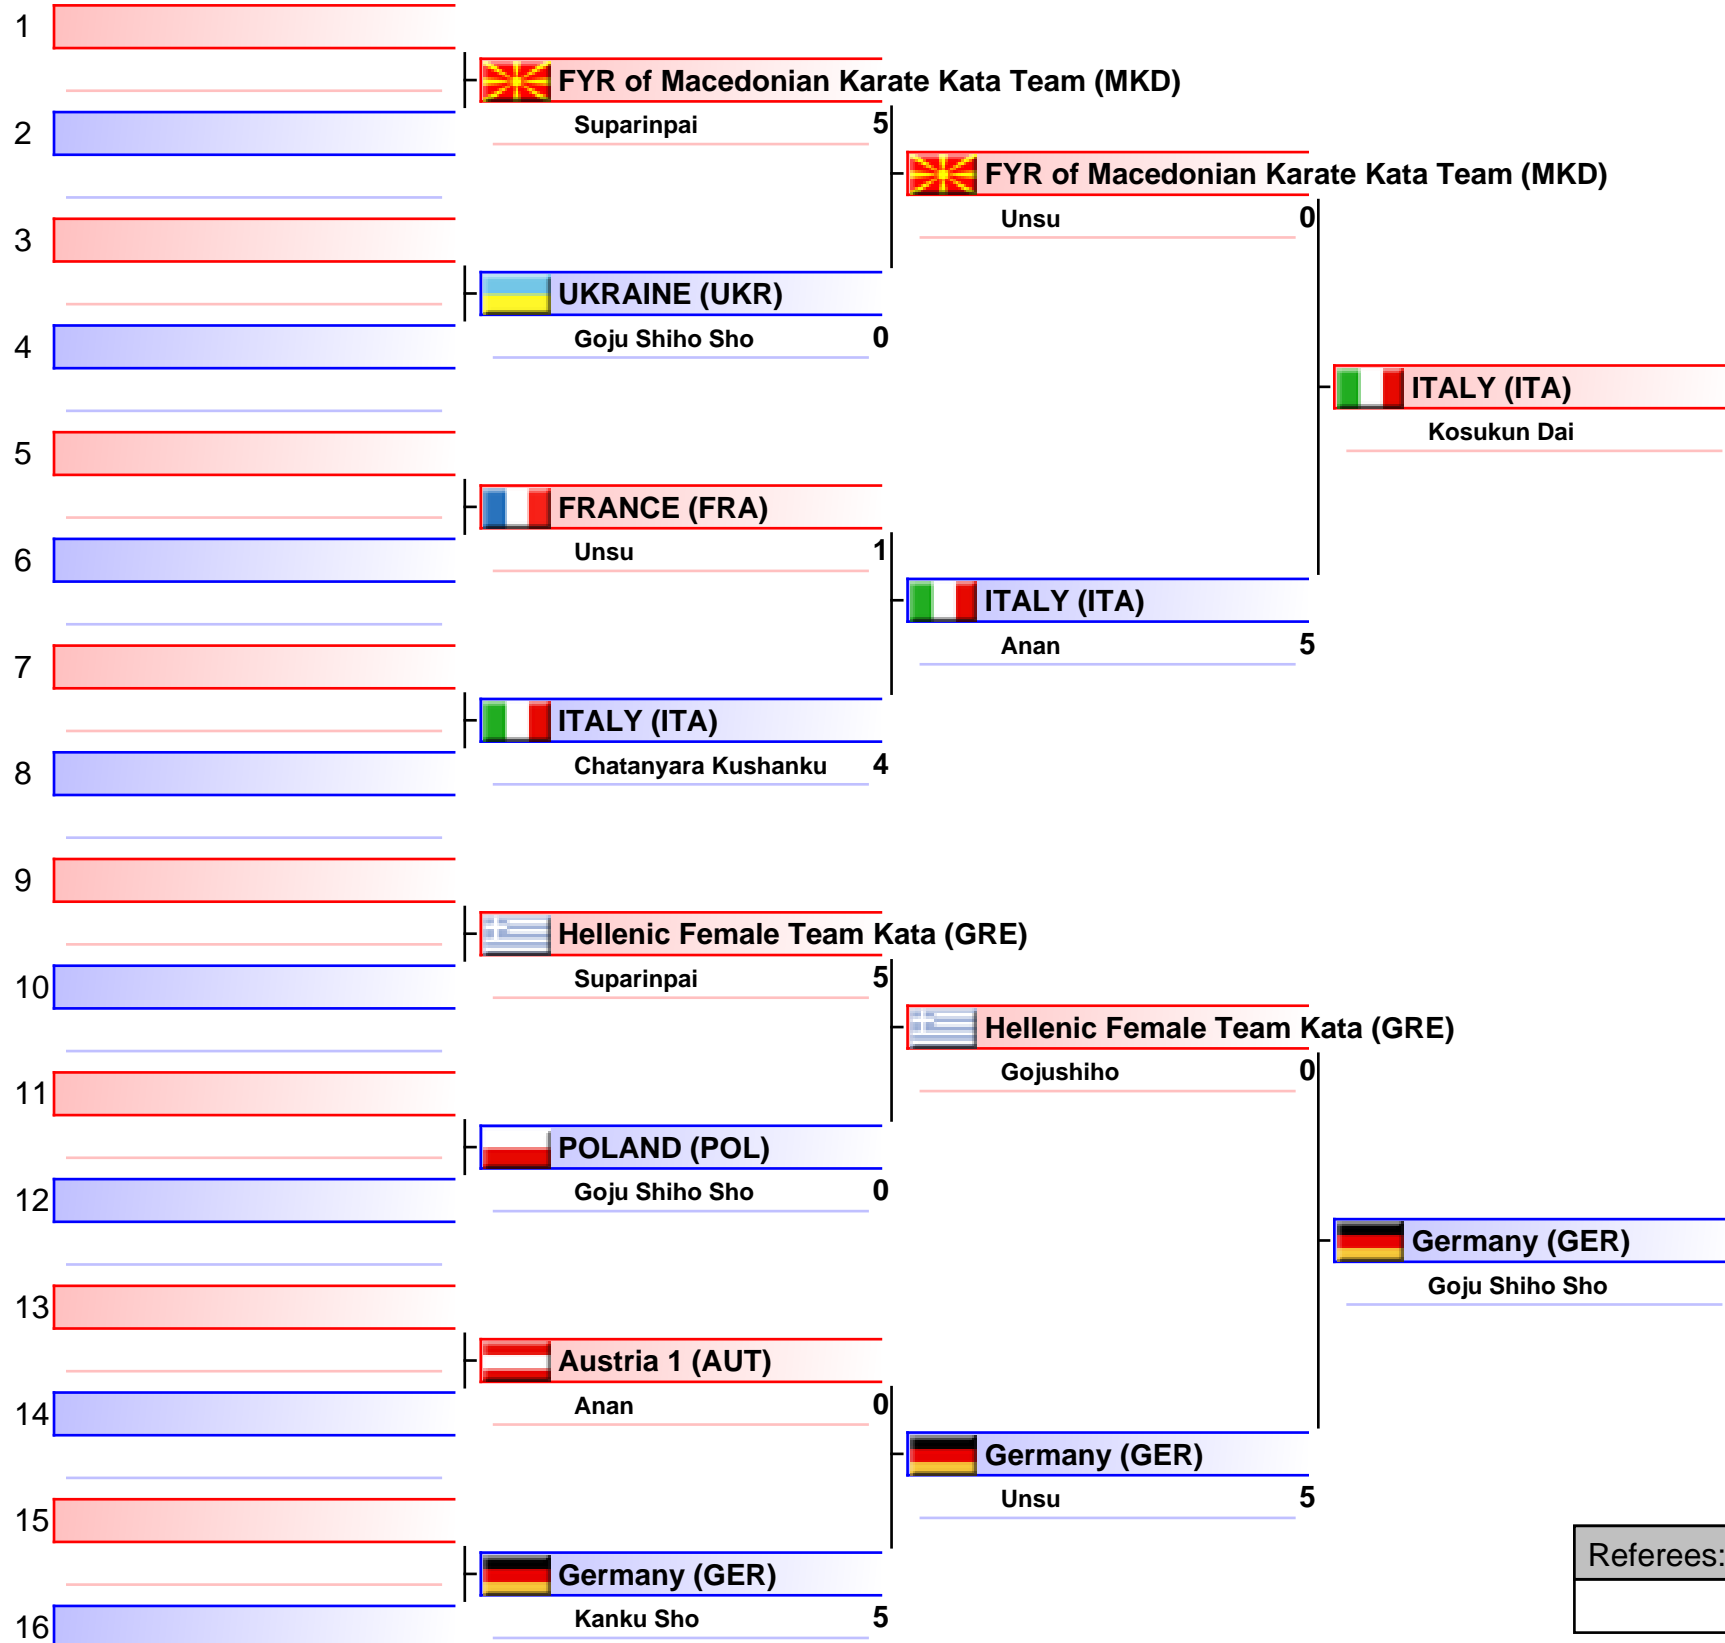 1
FYR of Macedonian Karate Kata Team (MKD)
Suparinpai 5
2
FYR of Macedonian Karate Kata Team (MKD)
Unsu 0
3
UKRAINE (UKR)
Goju Shiho Sho 0
4
ITALY (ITA)
Kosukun Dai
5
FRANCE (FRA)
Unsu 1
6
ITALY (ITA)
Anan 5
7
ITALY (ITA)
Chatanyara Kushanku 4
8
9
Hellenic Female Team Kata (GRE)
Suparinpai 5
10
Hellenic Female Team Kata (GRE)
Gojushiho 0
11
POLAND (POL)
Goju Shiho Sho 0
12
Germany (GER)
Goju Shiho Sho
13
Austria 1 (AUT)
Anan 0
14
Germany (GER)
Unsu 5
15
Referees:
Germany (GER)
Kanku Sho 5
16